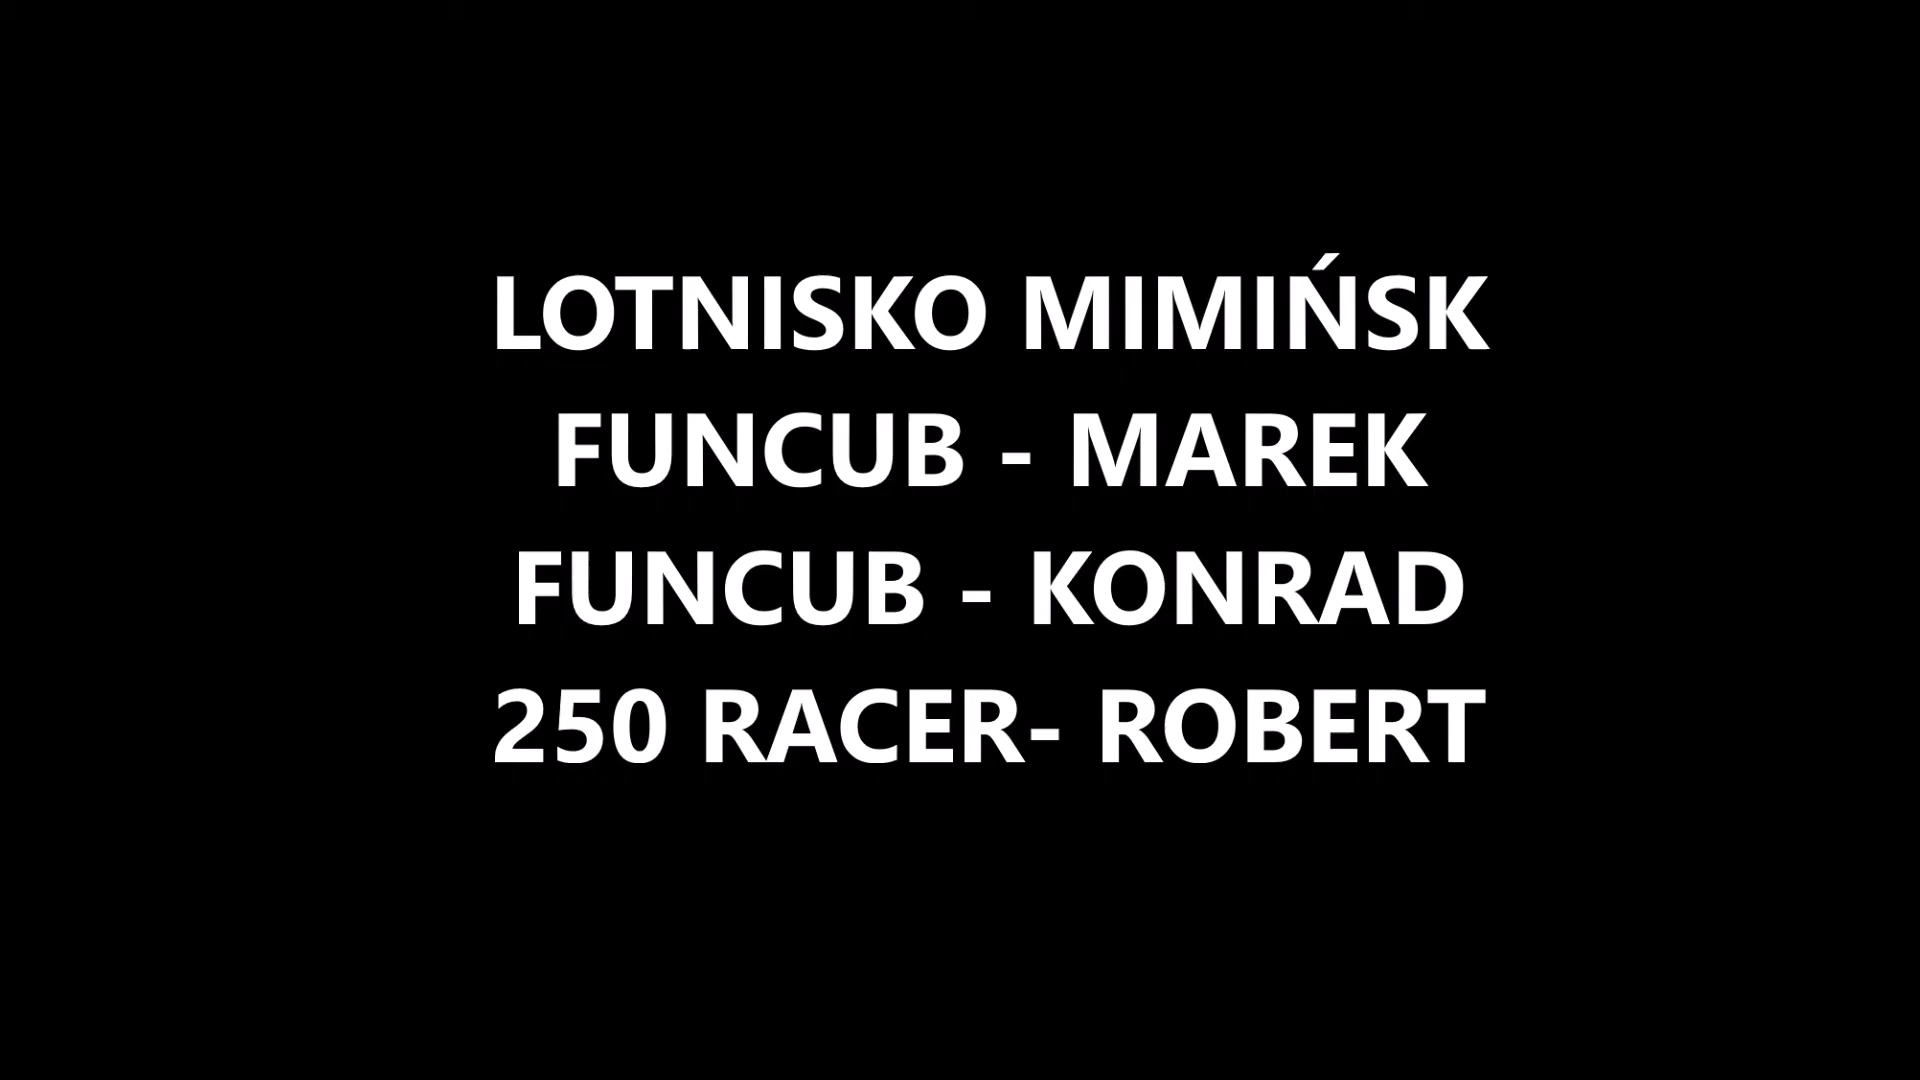 LOTNISKO MIMIŃSK
FUNCUB - MAREK
FUNCUB - KONRAD
250 RACER- ROBERT